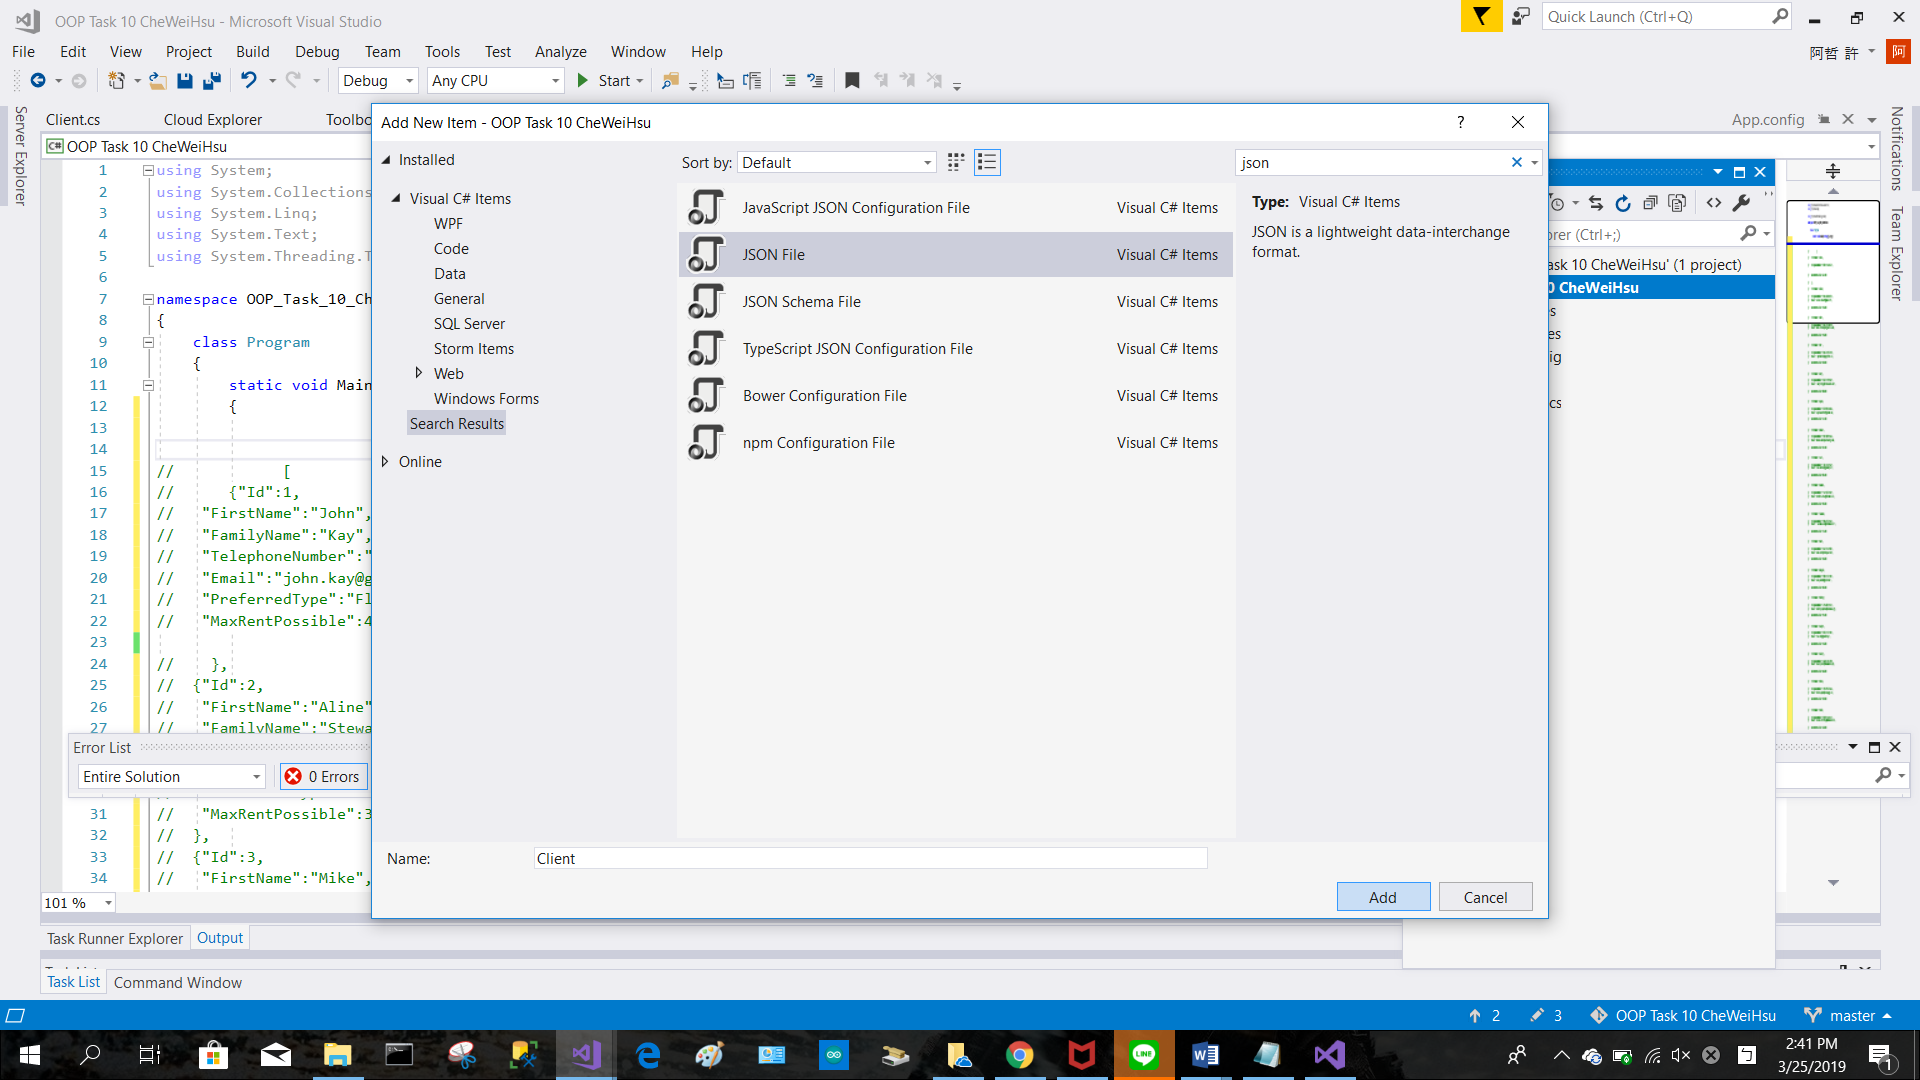 OOP Task 10 CheWeiHsu - Microsoft Visual Studio
Quick Launch (Ctrl+Q)
File Edit View Project Build Debug Team Tools Test Analyze Window Help
阿哲 許 阿
Debug Any CPU Start
Server Explorer
Client.cs Cloud Explorer Toolbo
App.config
Notifications
Team Explorer
C# OOP Task 10 CheWeiHsu
1 using System;
2 using System.Collections
3 using System.Linq;
4 using System.Text;
5 using System.Threading.T
6
7 namespace OOP_Task_10_Ch
8 {
9 class Program
10 {
11 static void Main
12 {
13
14
15 // [
16 // {"Id":1,
17 // "FirstName":"John",
18 // "FamilyName":"Kay",
19 // "TelephoneNumber":"
20 // "Email":"john.kay@g
21 // "PreferredType":"Fl
22 // "MaxRentPossible":4
23
24 // },
25 // {"Id":2,
26 // "FirstName":"Aline"
27 // "FamilyName":"Stewa
Error List
Entire Solution 0 Errors
31 // "MaxRentPossible":3
32 // },
33 // {"Id":3,
34 // "FirstName":"Mike",
101 %
Add New Item - OOP Task 10 CheWeiHsu
?
Installed
Visual C# Items
WPF
Code
Data
General
SQL Server
Storm Items
Web
Windows Forms
Search Results
Online
Sort by: Default
json
JavaScript JSON Configuration File Visual C# Items
JSON File Visual C# Items
JSON Schema File Visual C# Items
TypeScript JSON Configuration File Visual C# Items
Bower Configuration File Visual C# Items
npm Configuration File Visual C# Items
Type: Visual C# Items
JSON is a lightweight data-interchange
format.
Name: Client
Add Cancel
orer (Ctrl+;)
ask 10 CheWeiHsu' (1 project)
0 CheWeiHsu
es
ig
cs
Task Runner Explorer Output
Task List Command Window
2 3 OOP Task 10 CheWeiHsu master
LINE
2:41 PM
3/25/2019
1